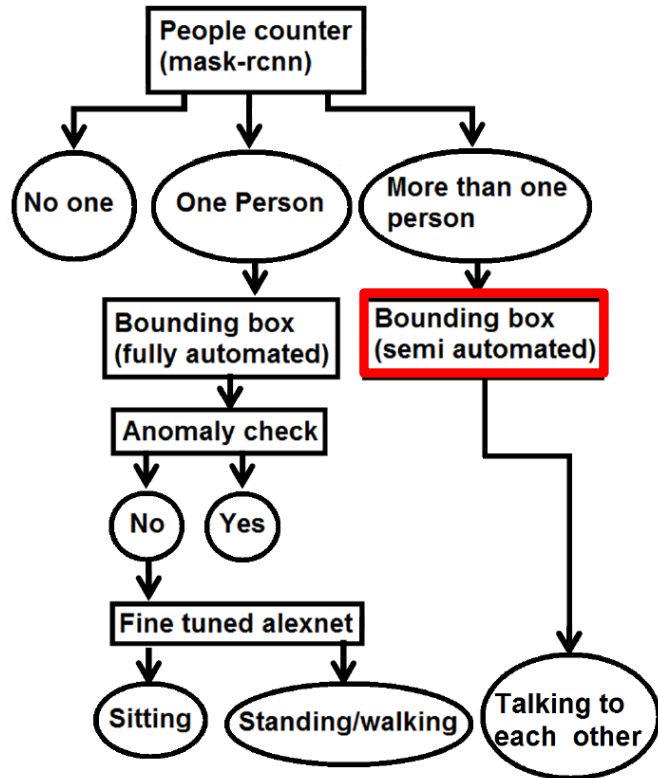 People counter
(mask-rcnn)
No one
One Person
More than one
person
Bounding box
(fully automated)
Bounding box
(semi automated)
Anomaly check
No
Yes
Fine tuned alexnet
Sitting
Standing/walking
Talking to
each other